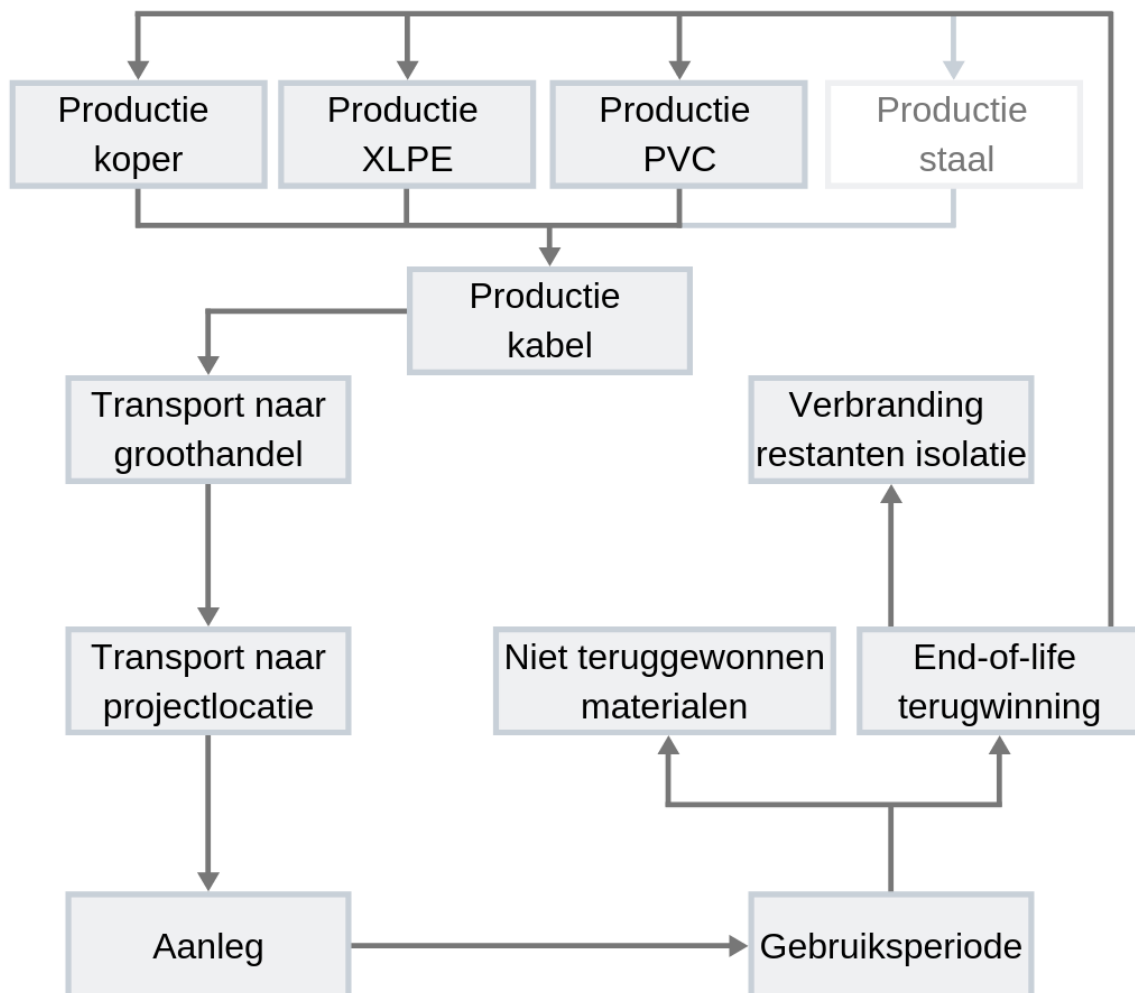 Productie
koper
Productie
XLPE
Productie
PVC
Productie
staal
Productie
kabel
Transport naar
groothandel
Verbranding
restanten isolatie
Transport naar
projectlocatie
Niet teruggewonnen
materialen
End-of-life
terugwinning
Aanleg
Gebruiksperiode